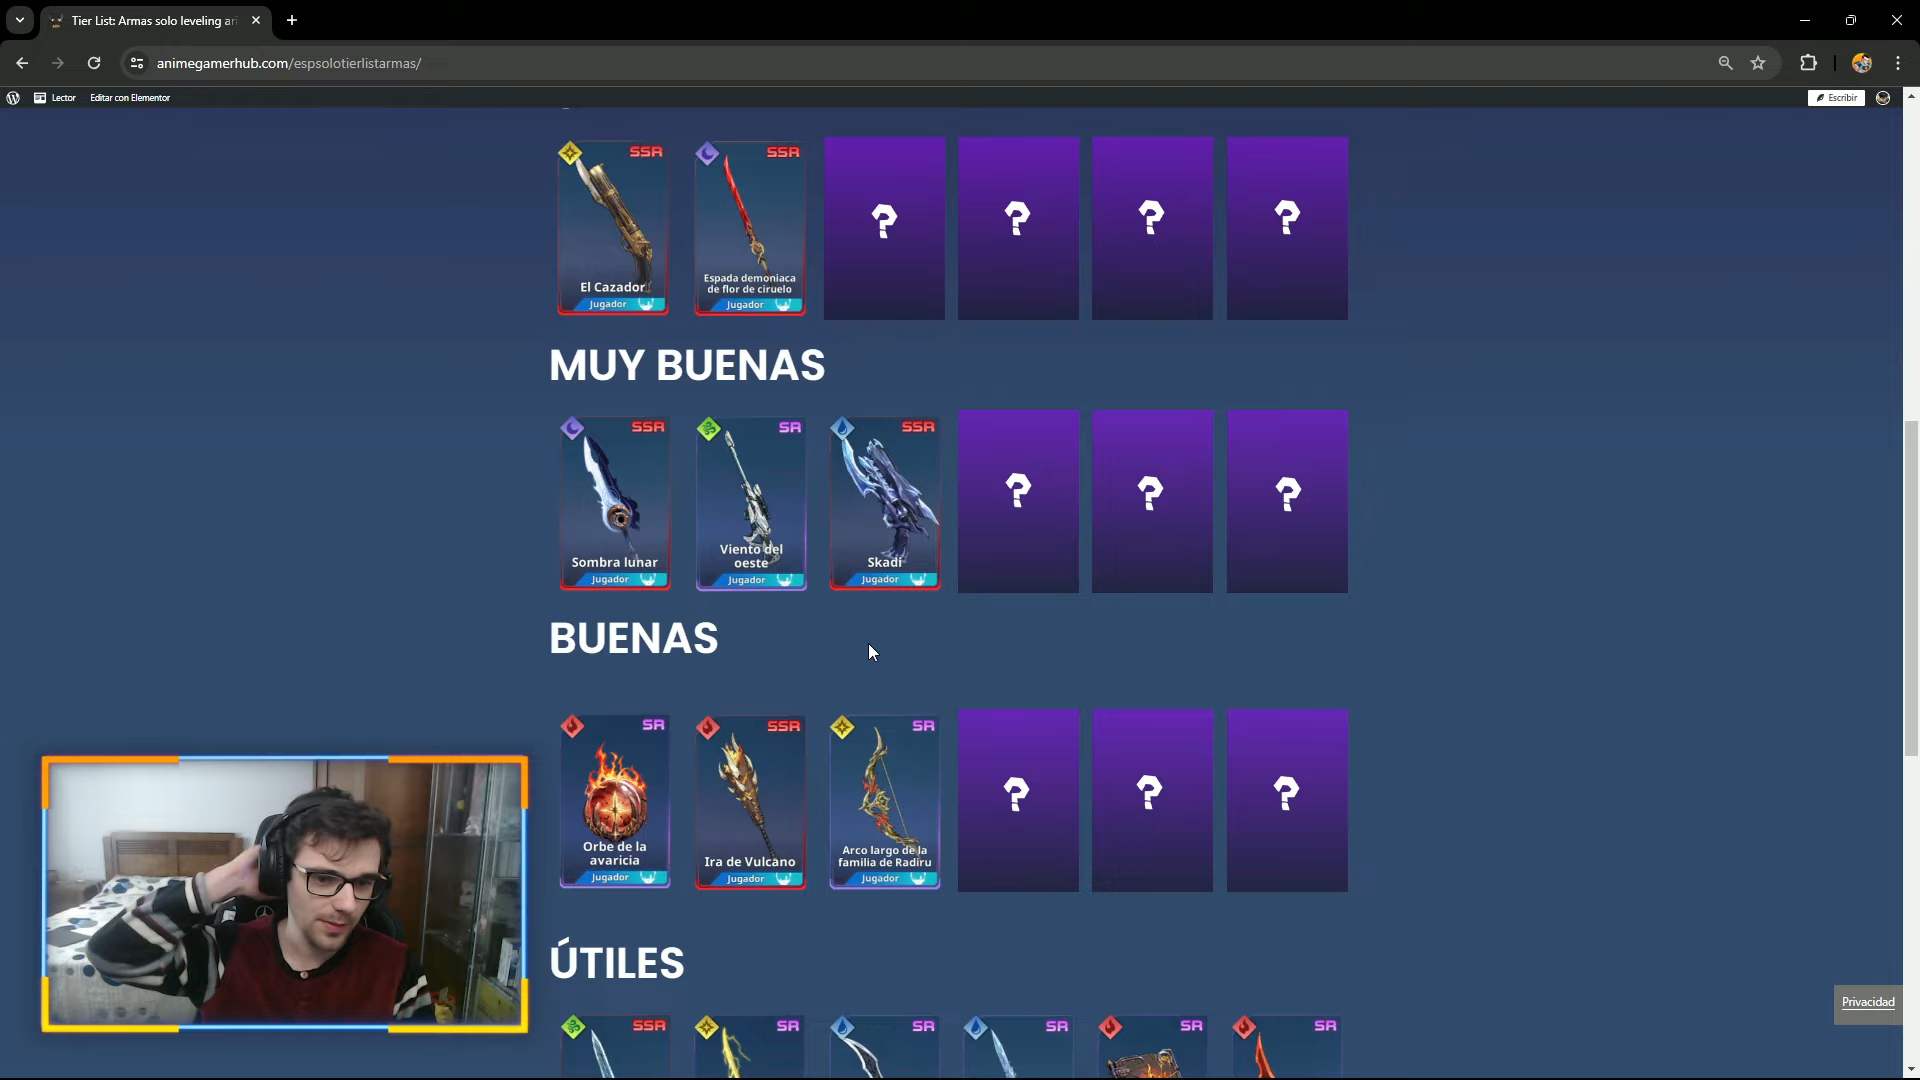 Tier List: Armas solo leveling ari
animegamerhub.com/espsolotierlistarmas/
Lector
Editar con Elementor
Escribir
SSR
El Cazador
Jugador
SSR
Espada demoniaca
de flor de ciruelo
Jugador
?
?
?
?
MUY BUENAS
SSR
Sombra lunar
Jugador
SR
Viento del
oeste
Jugador
SSR
Skadi
Jugador
?
?
?
BUENAS
SR
Orbe de la
avaricia
Jugador
SSR
Ira de Vulcano
Jugador
SR
Arco largo de la
familia de Radiru
Jugador
?
?
?
ÚTILES
SSR
SR
SR
SR
SR
SR
Privacidad